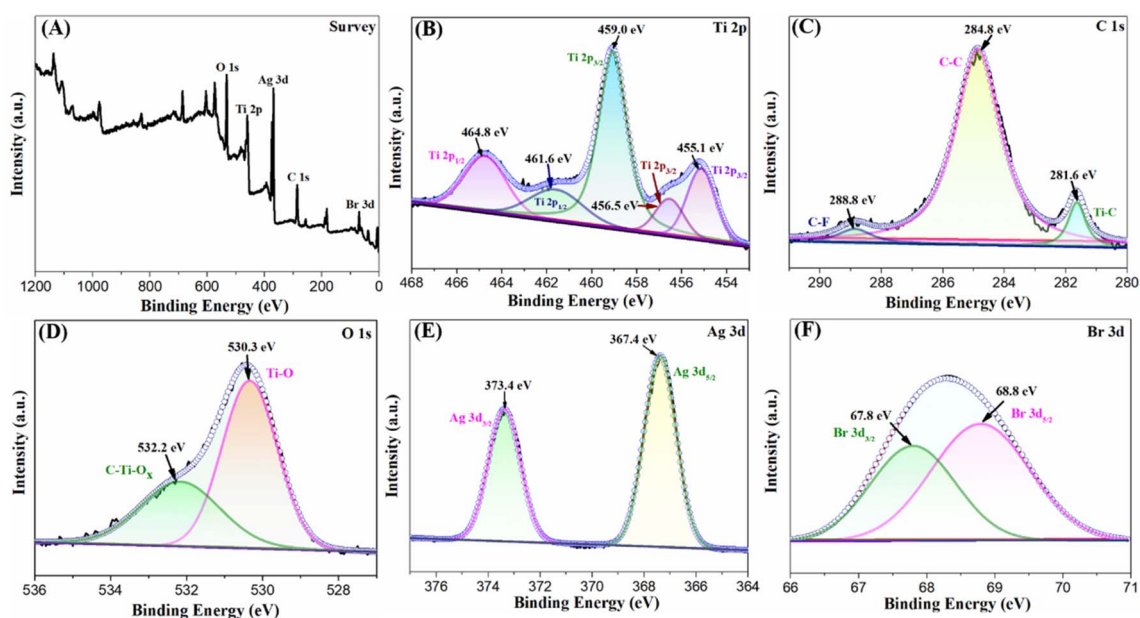 (A) Survey
O 1s
Ag 3d
Ti 2p
C 1s
Br 3d
Intensity (a.u.)
1200 1000 800 600 400 200 0
Binding Energy (eV)
(B) Ti 2p
459.0 eV
Ti 2p3/2
464.8 eV
Ti 2p1/2
461.6 eV
Ti 2p1/2
Ti 2p3/2
456.5 eV
455.1 eV
Ti 2p3/2
Intensity (a.u.)
468 466 464 462 460 458 456 454
Binding Energy (eV)
(C) C 1s
284.8 eV
C-C
288.8 eV
C-F
281.6 eV
Ti-C
Intensity (a.u.)
290 288 286 284 282 280
Binding Energy (eV)
(D) O 1s
530.3 eV
Ti-O
532.2 eV
C-Ti-Ox
Intensity (a.u.)
536 534 532 530 528
Binding Energy (eV)
(E) Ag 3d
367.4 eV
Ag 3d5/2
373.4 eV
Ag 3d3/2
Intensity (a.u.)
376 374 372 370 368 366 364
Binding Energy (eV)
(F) Br 3d
68.8 eV
67.8 eV
Br 3d5/2
Br 3d3/2
Intensity (a.u.)
66 67 68 69 70 71
Binding Energy (eV)